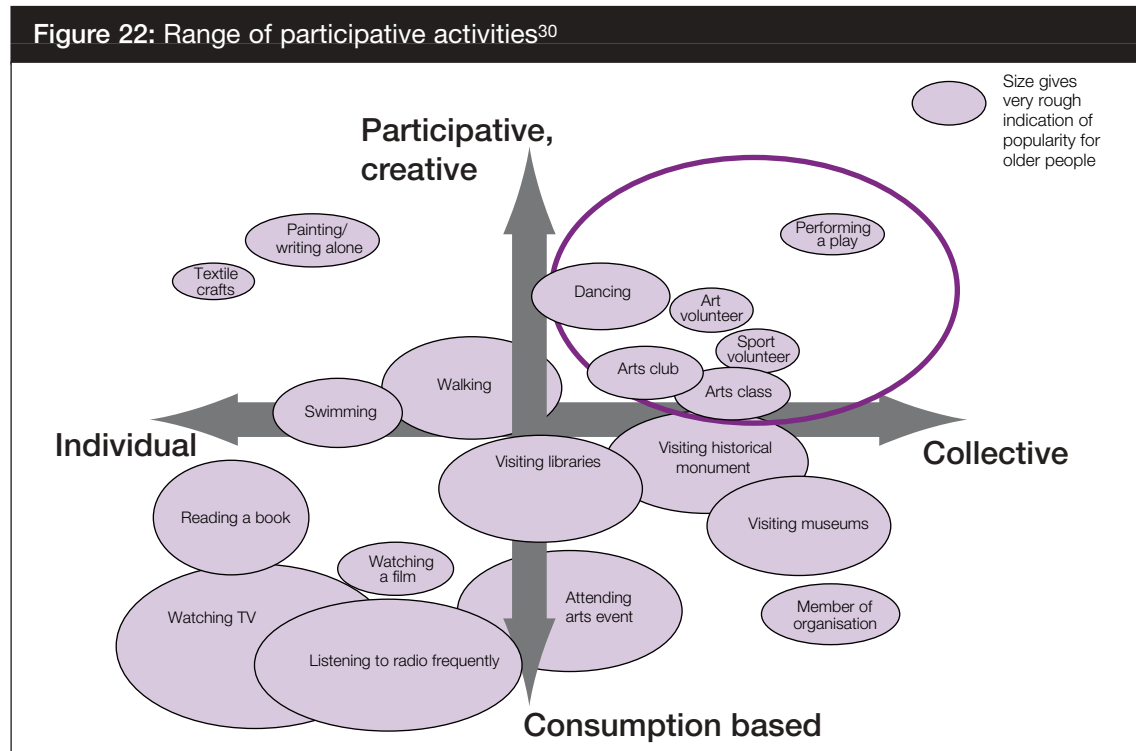 Figure 22: Range of participative activities30
Size gives
very rough
indication of
popularity for
older people
Participative,
creative
Painting/
writing alone
Performing
a play
Textile
crafts
Dancing
Art
volunteer
Sport
volunteer
Arts club
Walking
Arts class
Swimming
Individual
Collective
Visiting libraries
Visiting historical
monument
Reading a book
Visiting museums
Watching
a film
Attending
arts event
Member of
organisation
Watching TV
Listening to radio frequently
Consumption based